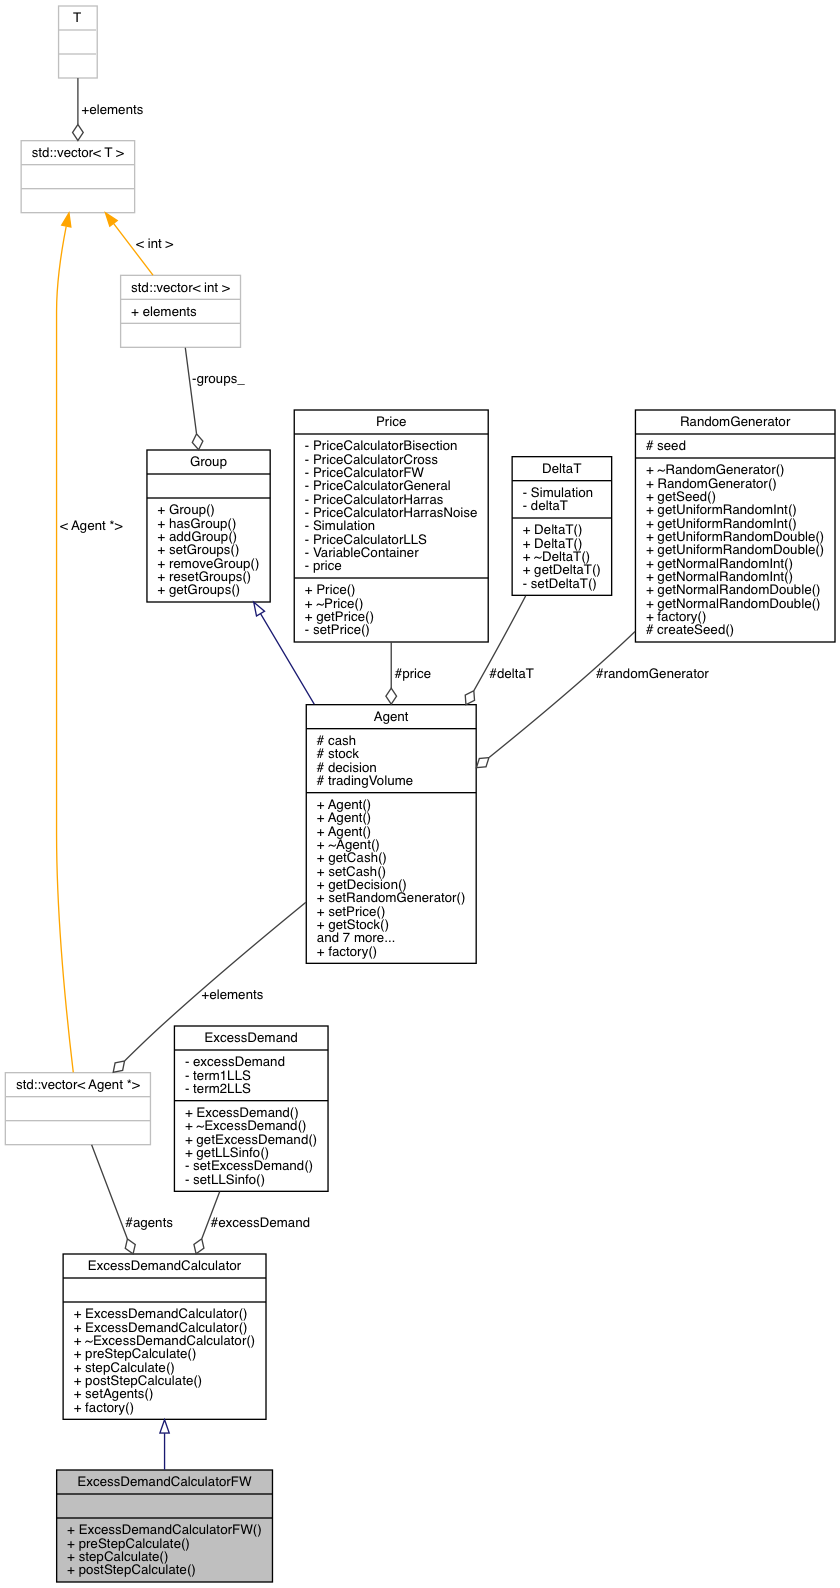 T
+elements
std::vector< T >
< int >
std::vector< int >
+ elements
-groups_
Group
+ Group()
+ hasGroup()
+ addGroup()
+ setGroups()
+ removeGroup()
+ resetGroups()
+ getGroups()
Price
- PriceCalculatorBisection
- PriceCalculatorCross
- PriceCalculatorFW
- PriceCalculatorGeneral
- PriceCalculatorHarras
- PriceCalculatorHarrasNoise
- Simulation
- PriceCalculatorLLS
- VariableContainer
- price
+ Price()
+ ~Price()
+ getPrice()
- setPrice()
DeltaT
- Simulation
- deltaT
+ DeltaT()
+ DeltaT()
+ ~DeltaT()
+ getDeltaT()
- setDeltaT()
RandomGenerator
# seed
+ ~RandomGenerator()
+ RandomGenerator()
+ getSeed()
+ getUniformRandomInt()
+ getUniformRandomInt()
+ getUniformRandomDouble()
+ getUniformRandomDouble()
+ getNormalRandomInt()
+ getNormalRandomInt()
+ getNormalRandomDouble()
+ getNormalRandomDouble()
+ factory()
# createSeed()
< Agent *>
#price
#deltaT
#randomGenerator
Agent
# cash
# stock
# decision
# tradingVolume
+ Agent()
+ Agent()
+ Agent()
+ ~Agent()
+ getCash()
+ setCash()
+ getDecision()
+ setRandomGenerator()
+ setPrice()
+ getStock()
and 7 more...
+ factory()
+elements
std::vector< Agent *>
ExcessDemand
- excessDemand
- term1LLS
- term2LLS
+ ExcessDemand()
+ ~ExcessDemand()
+ getExcessDemand()
+ getLLSinfo()
- setExcessDemand()
- setLLSinfo()
#agents
#excessDemand
ExcessDemandCalculator
+ ExcessDemandCalculator()
+ ExcessDemandCalculator()
+ ~ExcessDemandCalculator()
+ preStepCalculate()
+ stepCalculate()
+ postStepCalculate()
+ setAgents()
+ factory()
ExcessDemandCalculatorFW
+ ExcessDemandCalculatorFW()
+ preStepCalculate()
+ stepCalculate()
+ postStepCalculate()